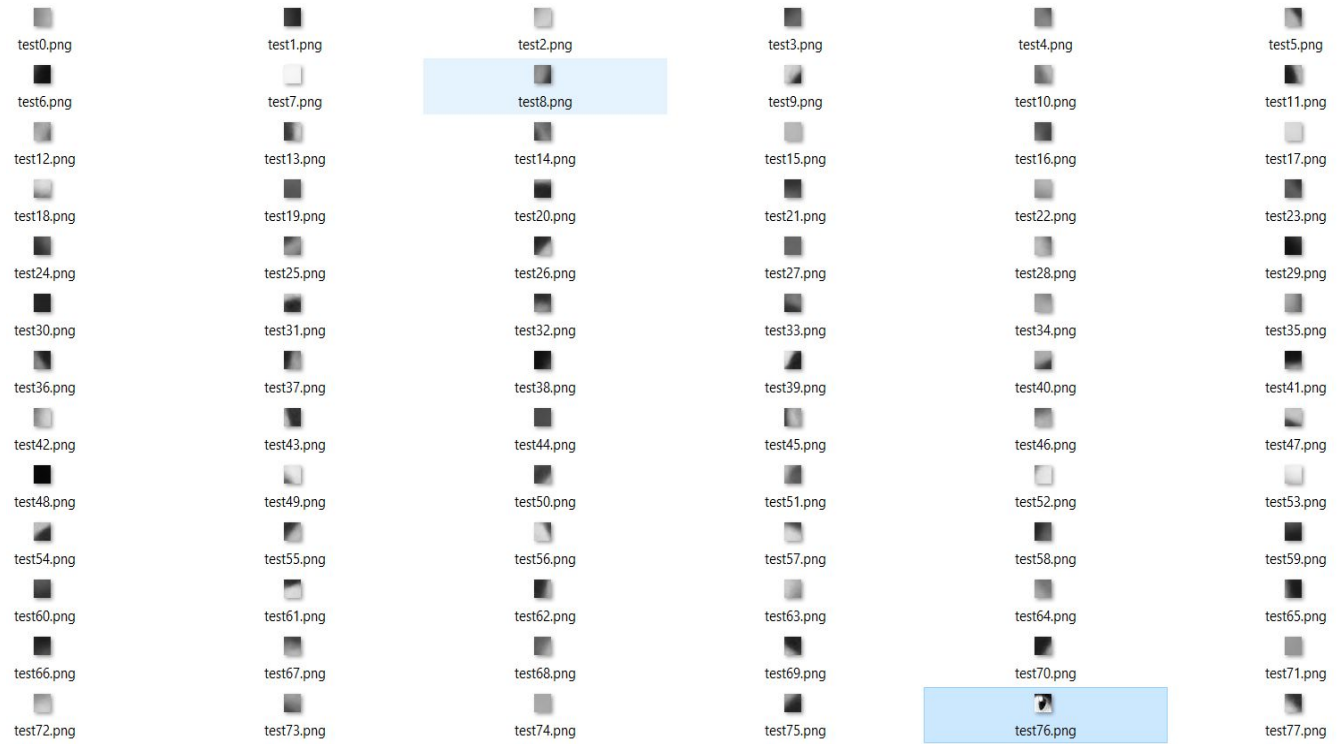 test0.png test1.png test2.png test3.png test4.png test5.png
test6.png test7.png test8.png test9.png test10.png test11.png
test12.png test13.png test14.png test15.png test16.png test17.png
test18.png test19.png test20.png test21.png test22.png test23.png
test24.png test25.png test26.png test27.png test28.png test29.png
test30.png test31.png test32.png test33.png test34.png test35.png
test36.png test37.png test38.png test39.png test40.png test41.png
test42.png test43.png test44.png test45.png test46.png test47.png
test48.png test49.png test50.png test51.png test52.png test53.png
test54.png test55.png test56.png test57.png test58.png test59.png
test60.png test61.png test62.png test63.png test64.png test65.png
test66.png test67.png test68.png test69.png test70.png test71.png
test72.png test73.png test74.png test75.png test76.png test77.png